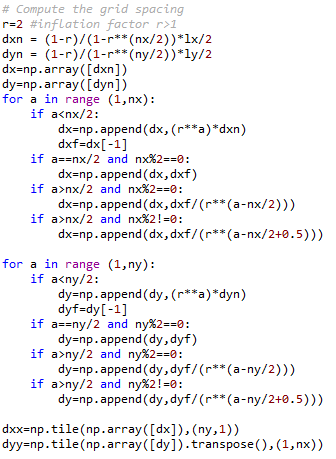 # Compute the grid spacing
r=2 #inflation factor r>1
dxn = (1-r)/(1-r**(nx/2))*lx/2
dyn = (1-r)/(1-r**(ny/2))*ly/2
dx=np.array([dxn])
dy=np.array([dyn])
for a in range (1,nx):
    if a<nx/2:
        dx=np.append(dx,(r**a)*dxn)
        dxf=dx[-1]
    if a==nx/2 and nx%2==0:
        dx=np.append(dx,dxf)
    if a>nx/2 and nx%2==0:
        dx=np.append(dx,dxf/(r**(a-nx/2)))
    if a>nx/2 and nx%2!=0:
        dx=np.append(dx,dxf/(r**(a-nx/2+0.5)))

for a in range (1,ny):
    if a<ny/2:
        dy=np.append(dy,(r**a)*dyn)
        dyf=dy[-1]
    if a==ny/2 and ny%2==0:
        dy=np.append(dy,dyf)
    if a>ny/2 and ny%2==0:
        dy=np.append(dy,dyf/(r**(a-ny/2)))
    if a>ny/2 and ny%2!=0:
        dy=np.append(dy,dyf/(r**(a-ny/2+0.5)))

dxx=np.tile(np.array([dx]),(ny,1))
dyy=np.tile(np.array([dy]).transpose(),(1,nx))